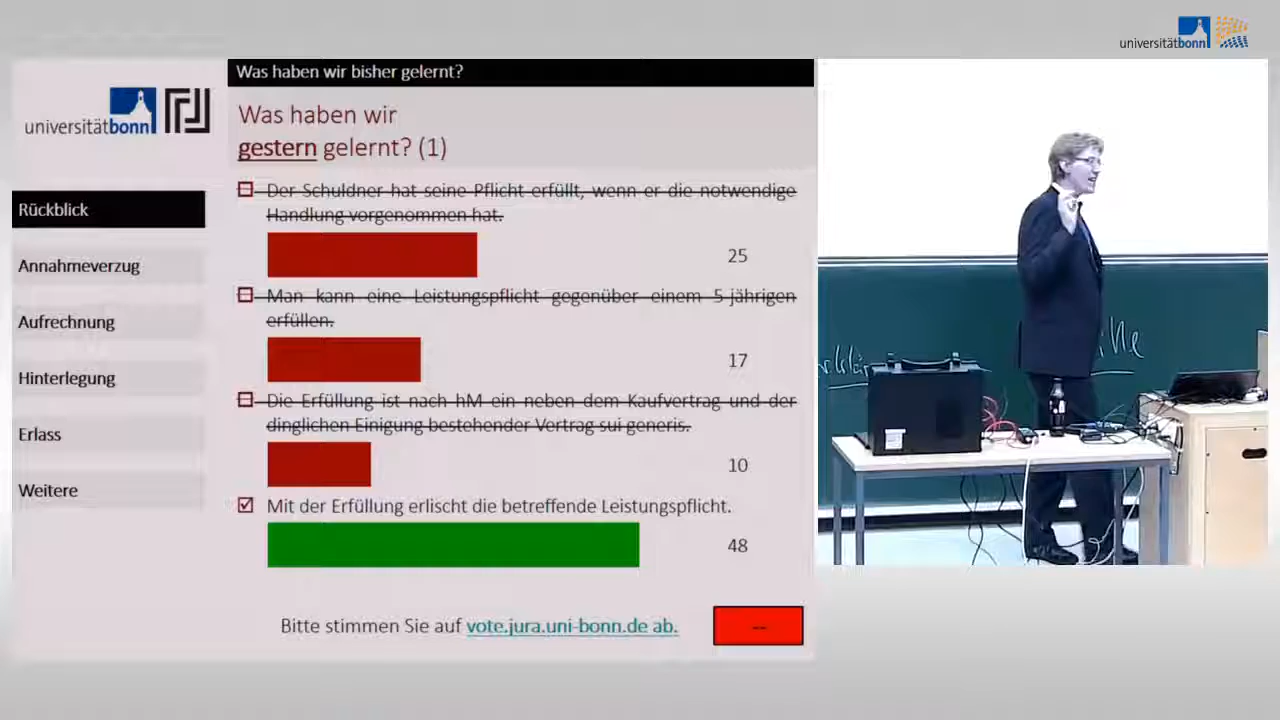 universitätbonn
Was haben wir bisher gelernt?
universitätbonn
Was haben wir
gestern gelernt? (1)
Rückblick
Annahmeverzug
Aufrechnung
Hinterlegung
Erlass
Weitere
Der Schuldner hat seine Pflicht erfüllt, wenn er die notwendige
Handlung vorgenommen hat.
25
Man kann eine Leistungspflicht gegenüber einem 5-jährigen
erfüllen.
17
Die Erfüllung ist nach hM ein neben dem Kaufvertrag und der
dinglichen Einigung bestehender Vertrag sui generis.
10
Mit der Erfüllung erlischt die betreffende Leistungspflicht.
48
Bitte stimmen Sie auf vote.jura.uni-bonn.de ab.
--